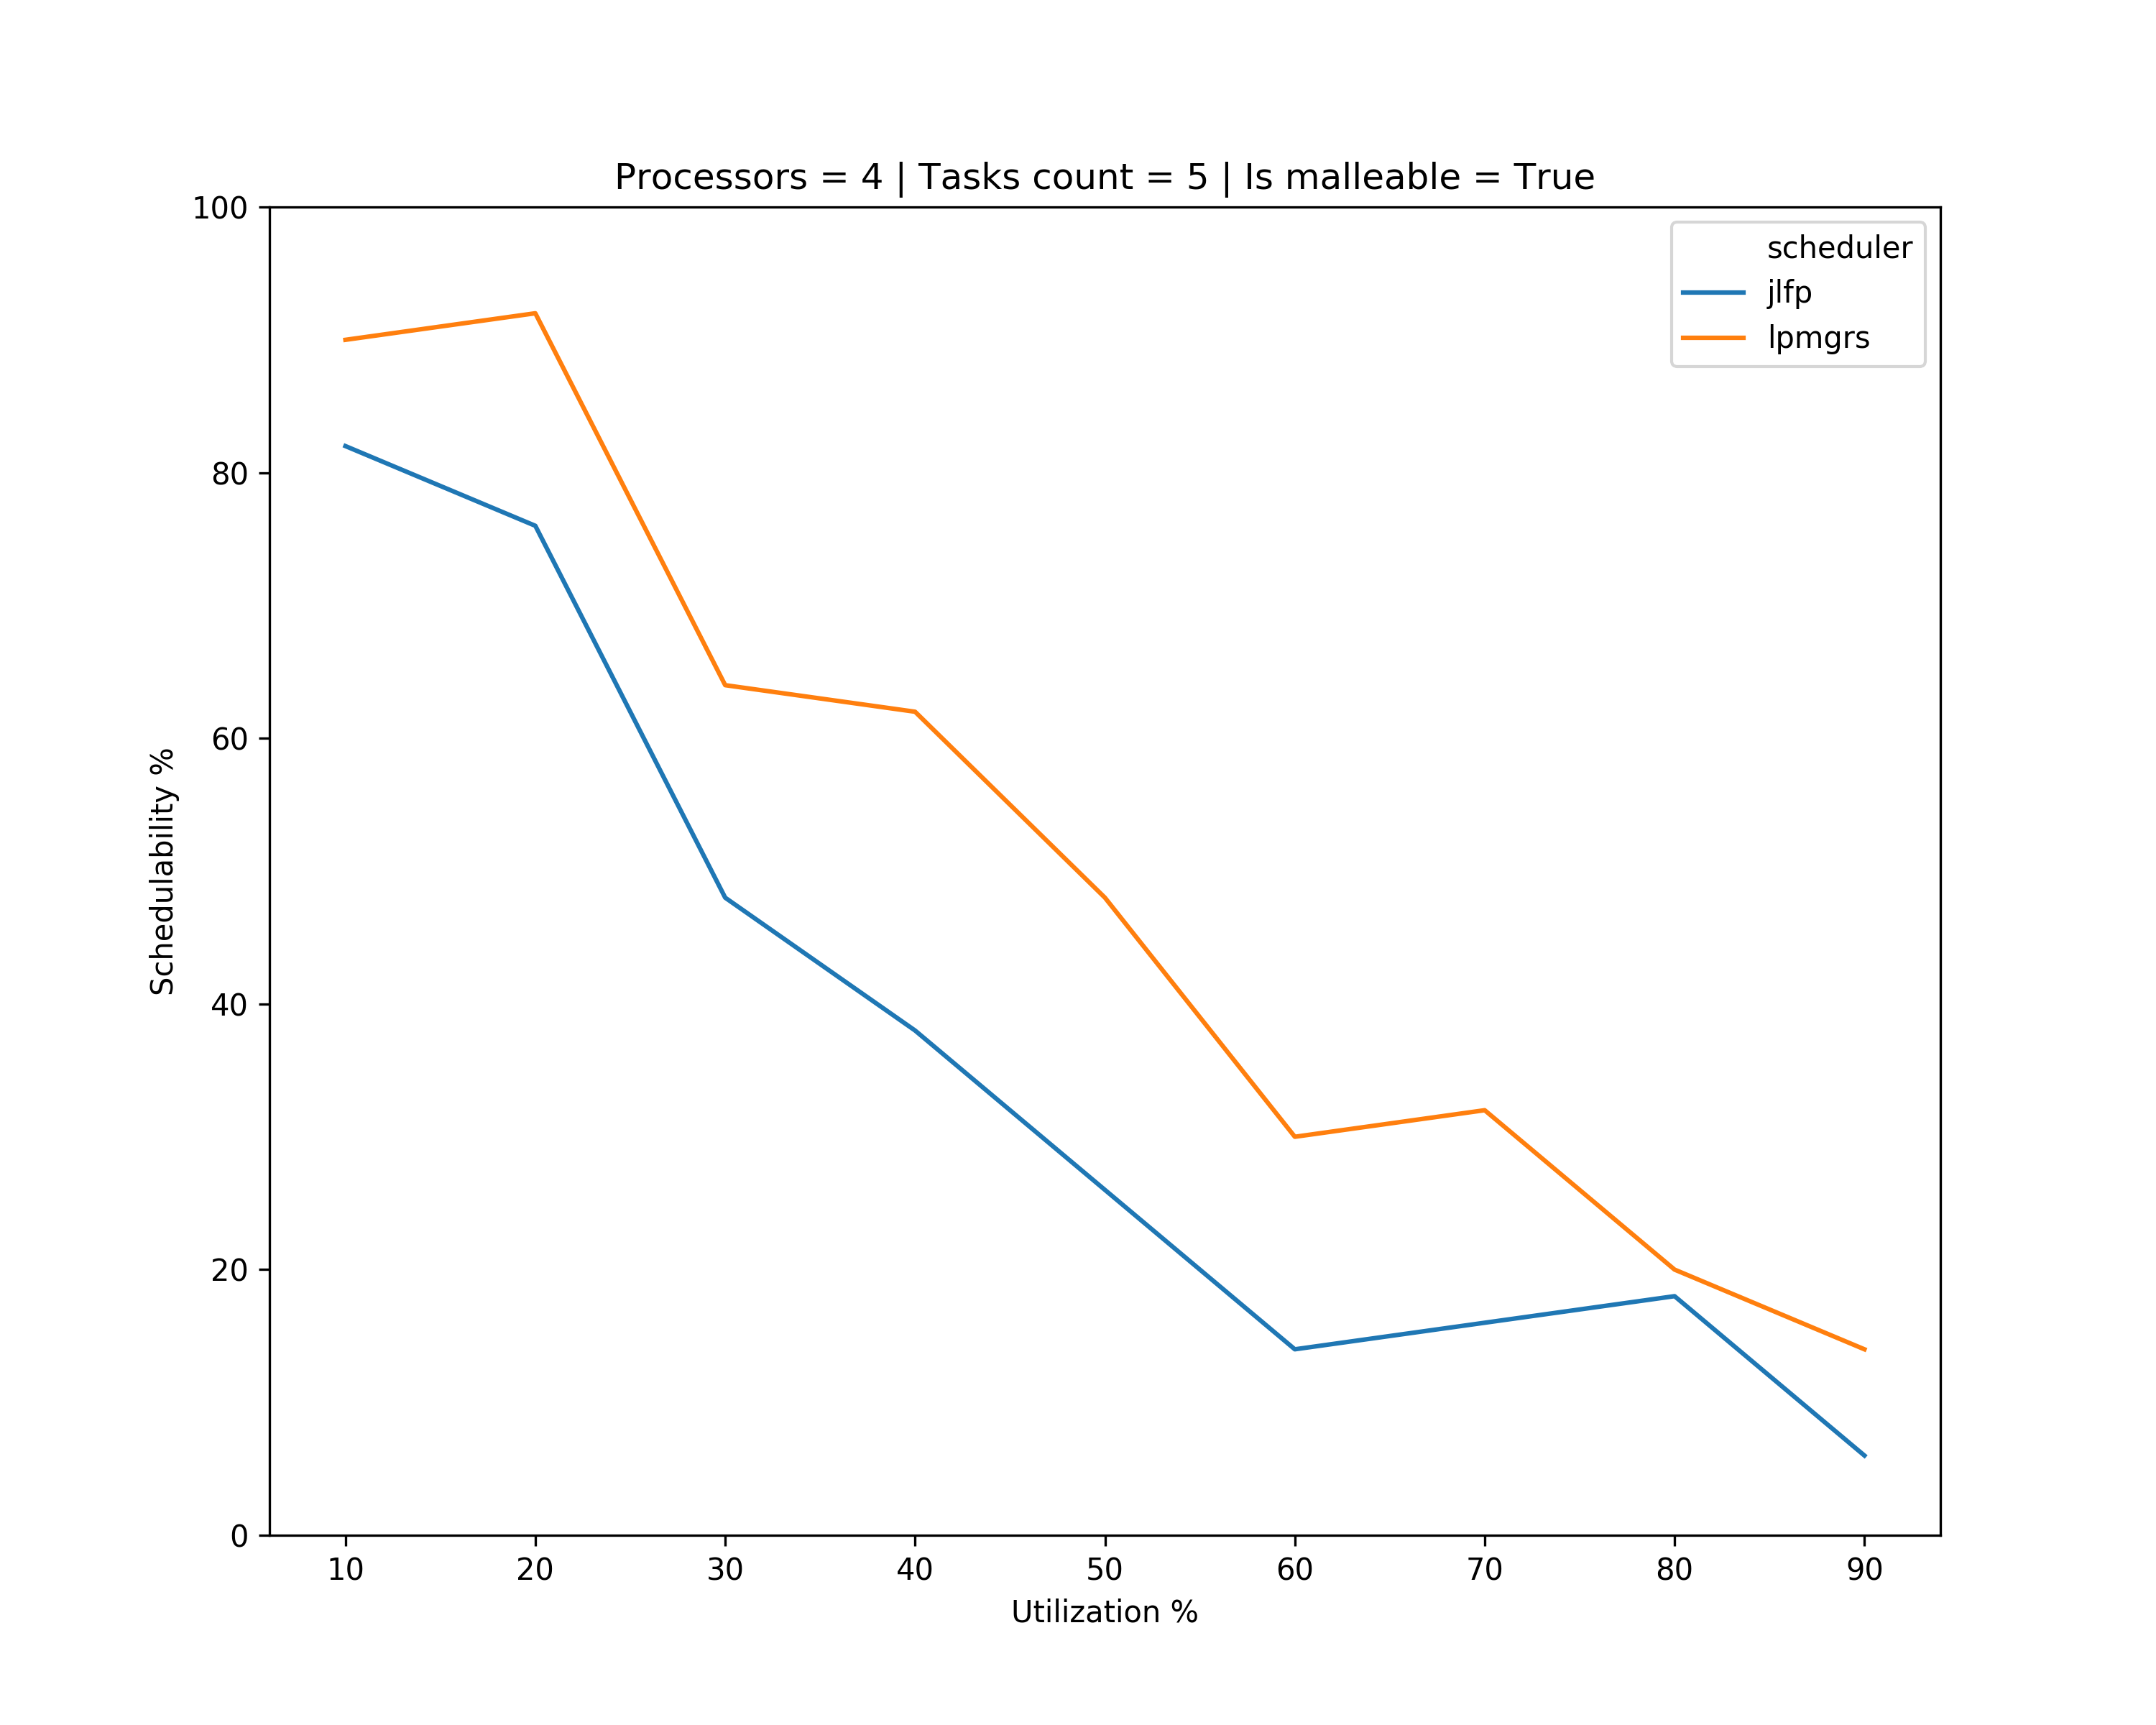 Processors = 4 | Tasks count = 5 | Is malleable = True
100
80
60
40
20
0
Schedulability %
scheduler
jlfp
lpmgrs
10 20 30 40 50 60 70 80 90
Utilization %